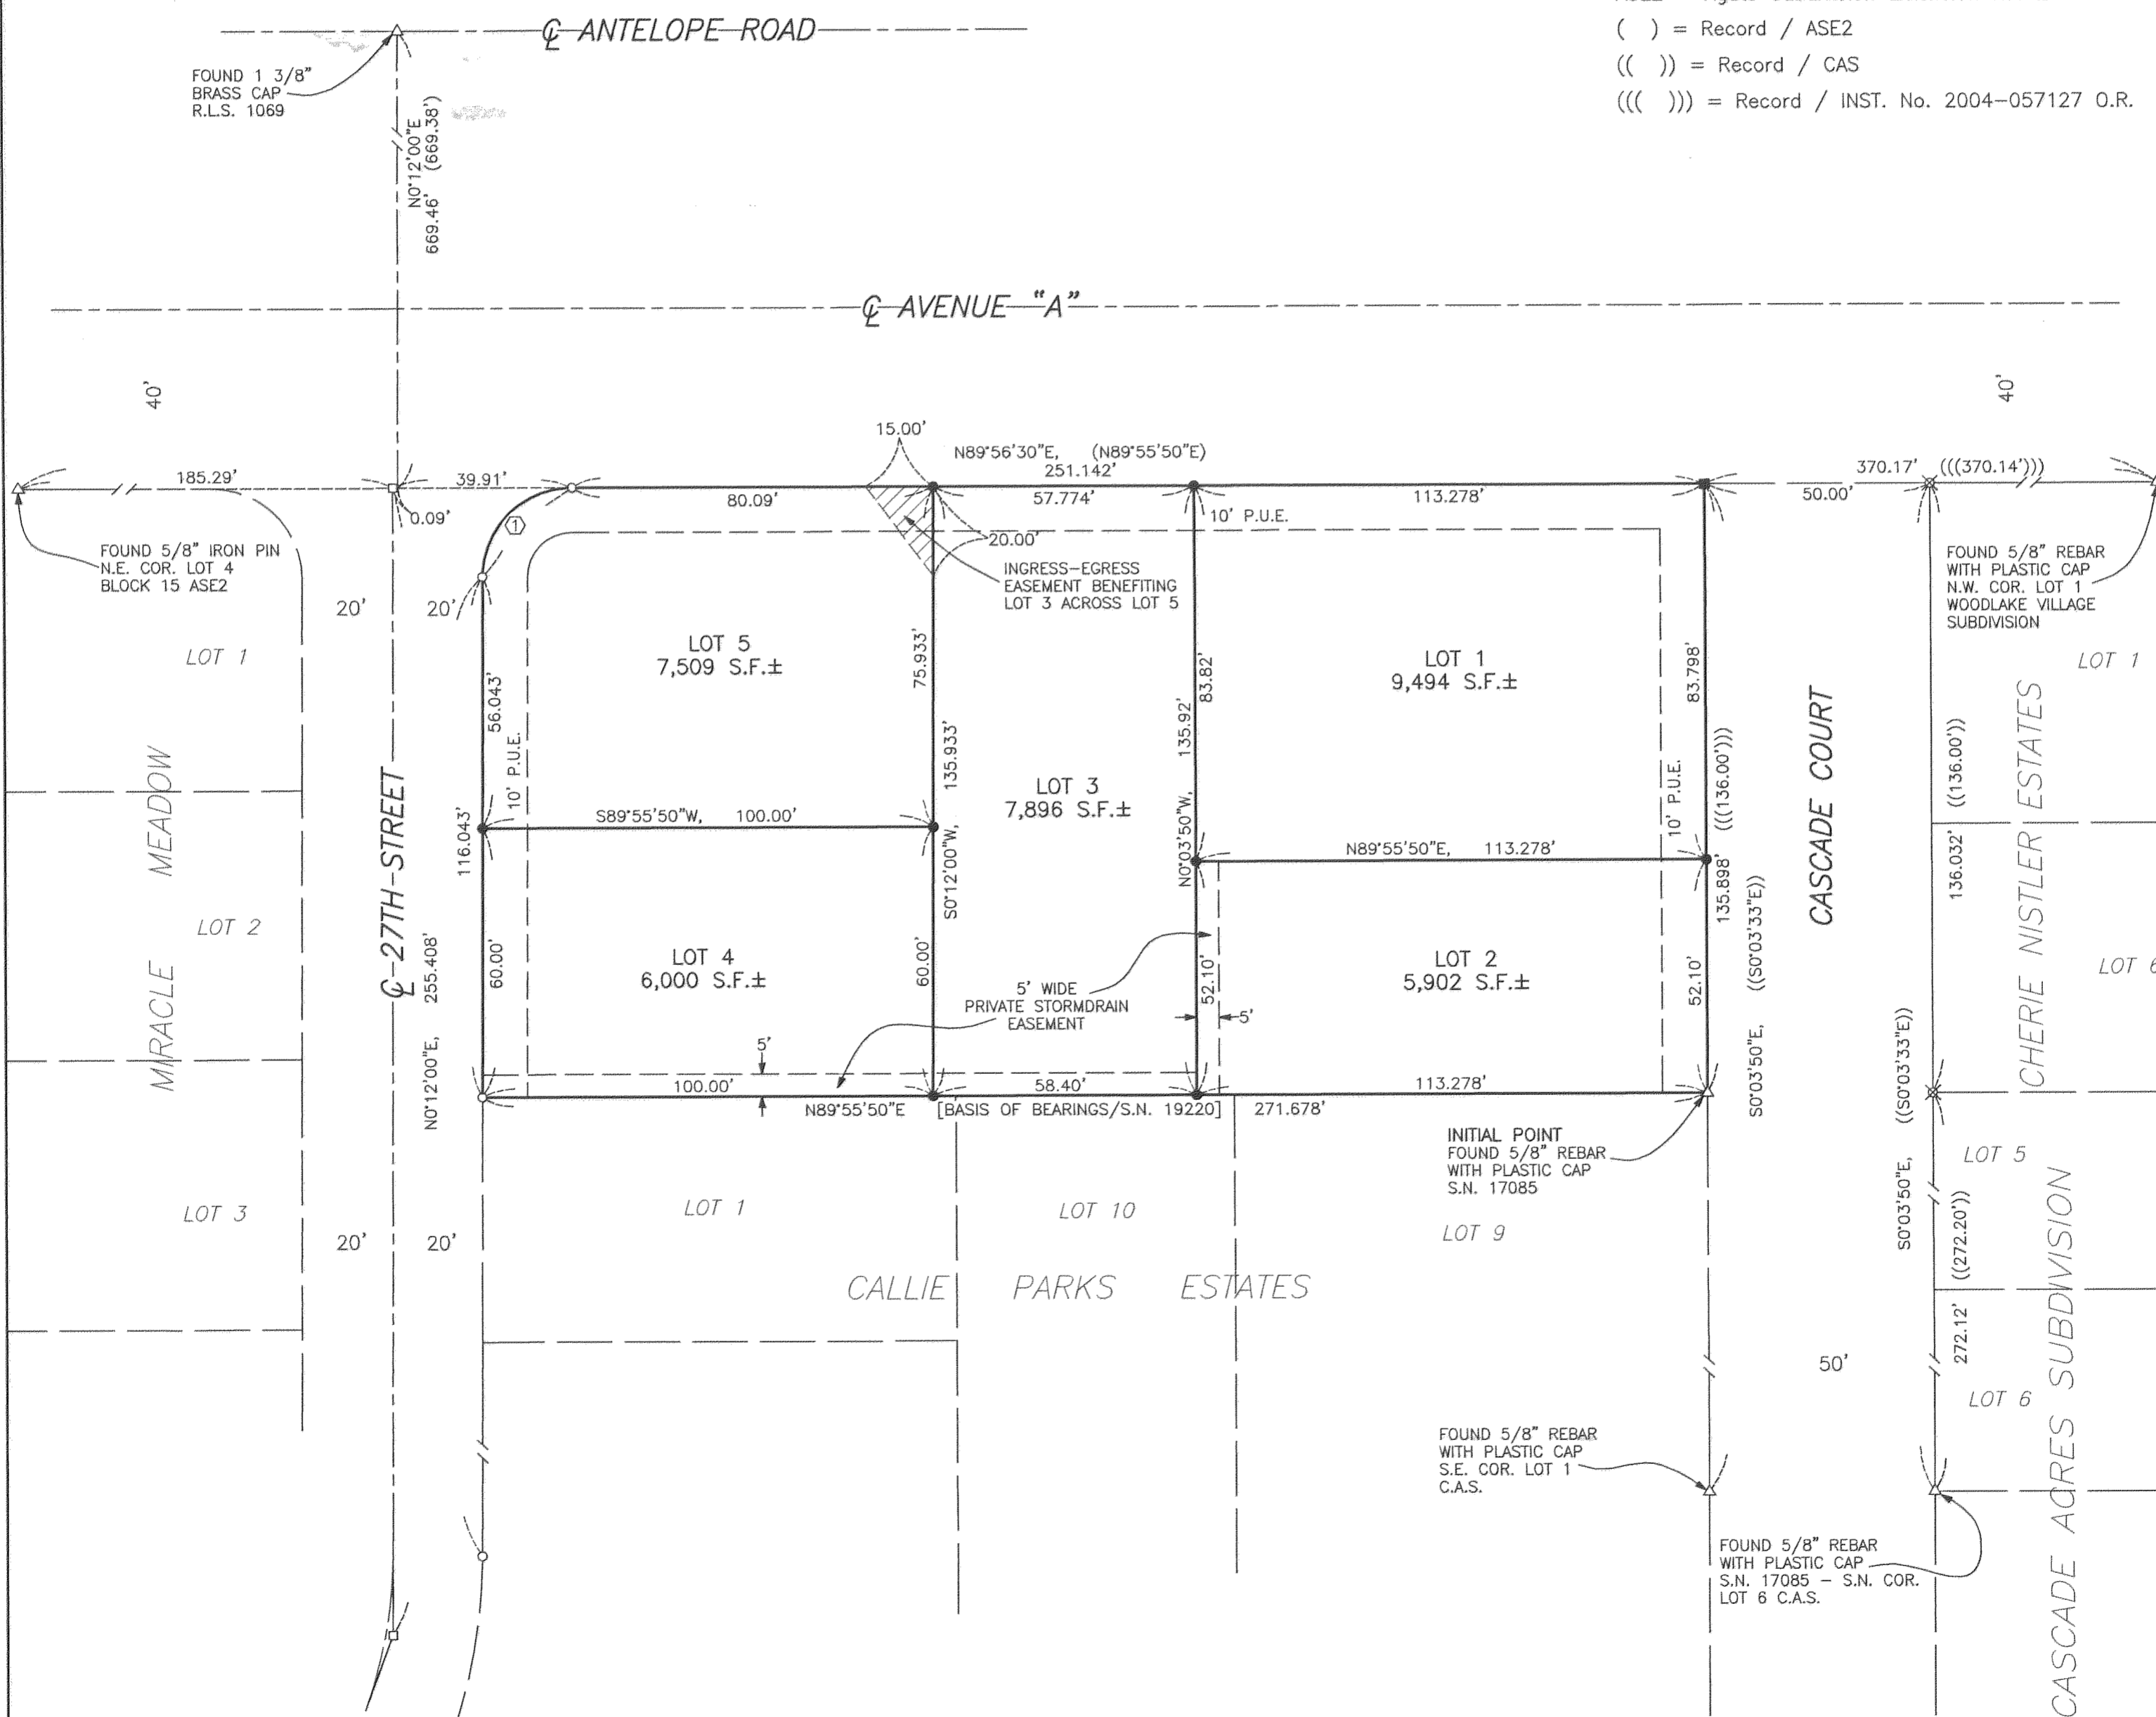 ( ) = Record / ASE2
(( )) = Record / CAS
((( ))) = Record / INST. No. 2004-057127 O.R.
℄ ANTELOPE ROAD
FOUND 1 3/8"
BRASS CAP
R.L.S. 1069
N0°12'00"E
669.46' (669.38')
℄ AVENUE "A"
40'
40'
185.29'
39.91'
0.09'
1
15.00'
N89°56'30"E, (N89°55'50"E)
251.142'
80.09'
57.774'
113.278'
50.00'
370.17' (((370.14')))
10' P.U.E.
20.00'
FOUND 5/8" IRON PIN
N.E. COR. LOT 4
BLOCK 15 ASE2
INGRESS-EGRESS
EASEMENT BENEFITING
LOT 3 ACROSS LOT 5
FOUND 5/8" REBAR
WITH PLASTIC CAP
N.W. COR. LOT 1
WOODLAKE VILLAGE
SUBDIVISION
20'
20'
LOT 1
LOT 5
7,509 S.F.±
LOT 1
9,494 S.F.±
LOT 1
56.043'
75.933'
83.82'
83.798'
10' P.U.E.
135.933'
135.92'
10' P.U.E.
(((136.00')))
CASCADE COURT
((136.00'))
136.032'
CHERIE NISTLER ESTATES
MIRACLE MEADOW
℄ 27TH STREET
116.043'
S89°55'50"W, 100.00'
LOT 3
7,896 S.F.±
S0°12'00"W,
N0°03'50"W,
N89°55'50"E, 113.278'
135.898'
((S0°03'33"E))
S0°03'50"E,
LOT 2
255.408'
N0°12'00"E,
60.00'
LOT 4
6,000 S.F.±
60.00'
5' WIDE
PRIVATE STORMDRAIN
EASEMENT
52.10'
5'
LOT 2
5,902 S.F.±
52.10'
LOT 6
5'
100.00'
58.40'
113.278'
N89°55'50"E [BASIS OF BEARINGS/S.N. 19220] 271.678'
INITIAL POINT
FOUND 5/8" REBAR
WITH PLASTIC CAP
S.N. 17085
((S0°03'33"E))
S0°03'50"E,
((272.20'))
272.12'
LOT 5
LOT 3
20'
20'
LOT 1
LOT 10
LOT 9
CALLIE PARKS ESTATES
50'
LOT 6
CASCADE ACRES SUBDIVISION
FOUND 5/8" REBAR
WITH PLASTIC CAP
S.E. COR. LOT 1
C.A.S.
FOUND 5/8" REBAR
WITH PLASTIC CAP
S.N. 17085 - S.N. COR.
LOT 6 C.A.S.